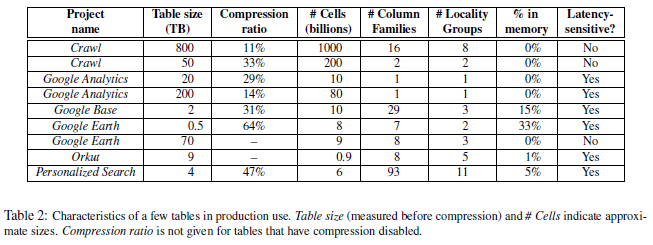 Project name Table size (TB) Compression ratio # Cells (billions) # Column Families # Locality Groups % in memory Latency-sensitive?
Crawl 800 11% 1000 16 8 0% No
Crawl 50 33% 200 2 2 0% No
Google Analytics 20 29% 10 1 1 0% Yes
Google Analytics 200 14% 80 1 1 0% Yes
Google Base 2 31% 10 29 3 15% Yes
Google Earth 0.5 64% 8 7 2 33% Yes
Google Earth 70 – 9 8 3 0% No
Orkut 9 – 0.9 8 5 1% Yes
Personalized Search 4 47% 6 93 11 5% Yes
Table 2: Characteristics of a few tables in production use. Table size (measured before compression) and # Cells indicate approxi-
mate sizes. Compression ratio is not given for tables that have compression disabled.